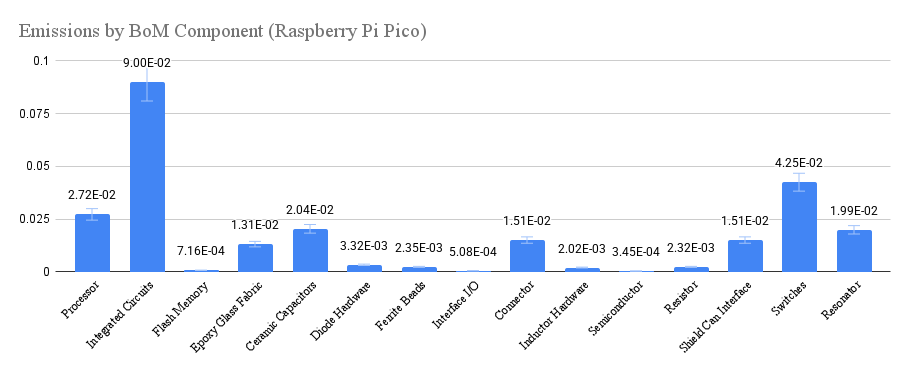 Emissions by BoM Component (Raspberry Pi Pico)
0.1
0.075
0.05
0.025
0
2.72E-02
9.00E-02
7.16E-04
1.31E-02
2.04E-02
3.32E-03
2.35E-03
5.08E-04
1.51E-02
2.02E-03
3.45E-04
2.32E-03
1.51E-02
4.25E-02
1.99E-02
Processor
Integrated Circuits
Flash Memory
Epoxy Glass Fabric
Ceramic Capacitors
Diode Hardware
Ferrite Beads
Interface I/O
Connector
Inductor Hardware
Semiconductor
Resistor
Shield Can Interface
Switches
Resonator